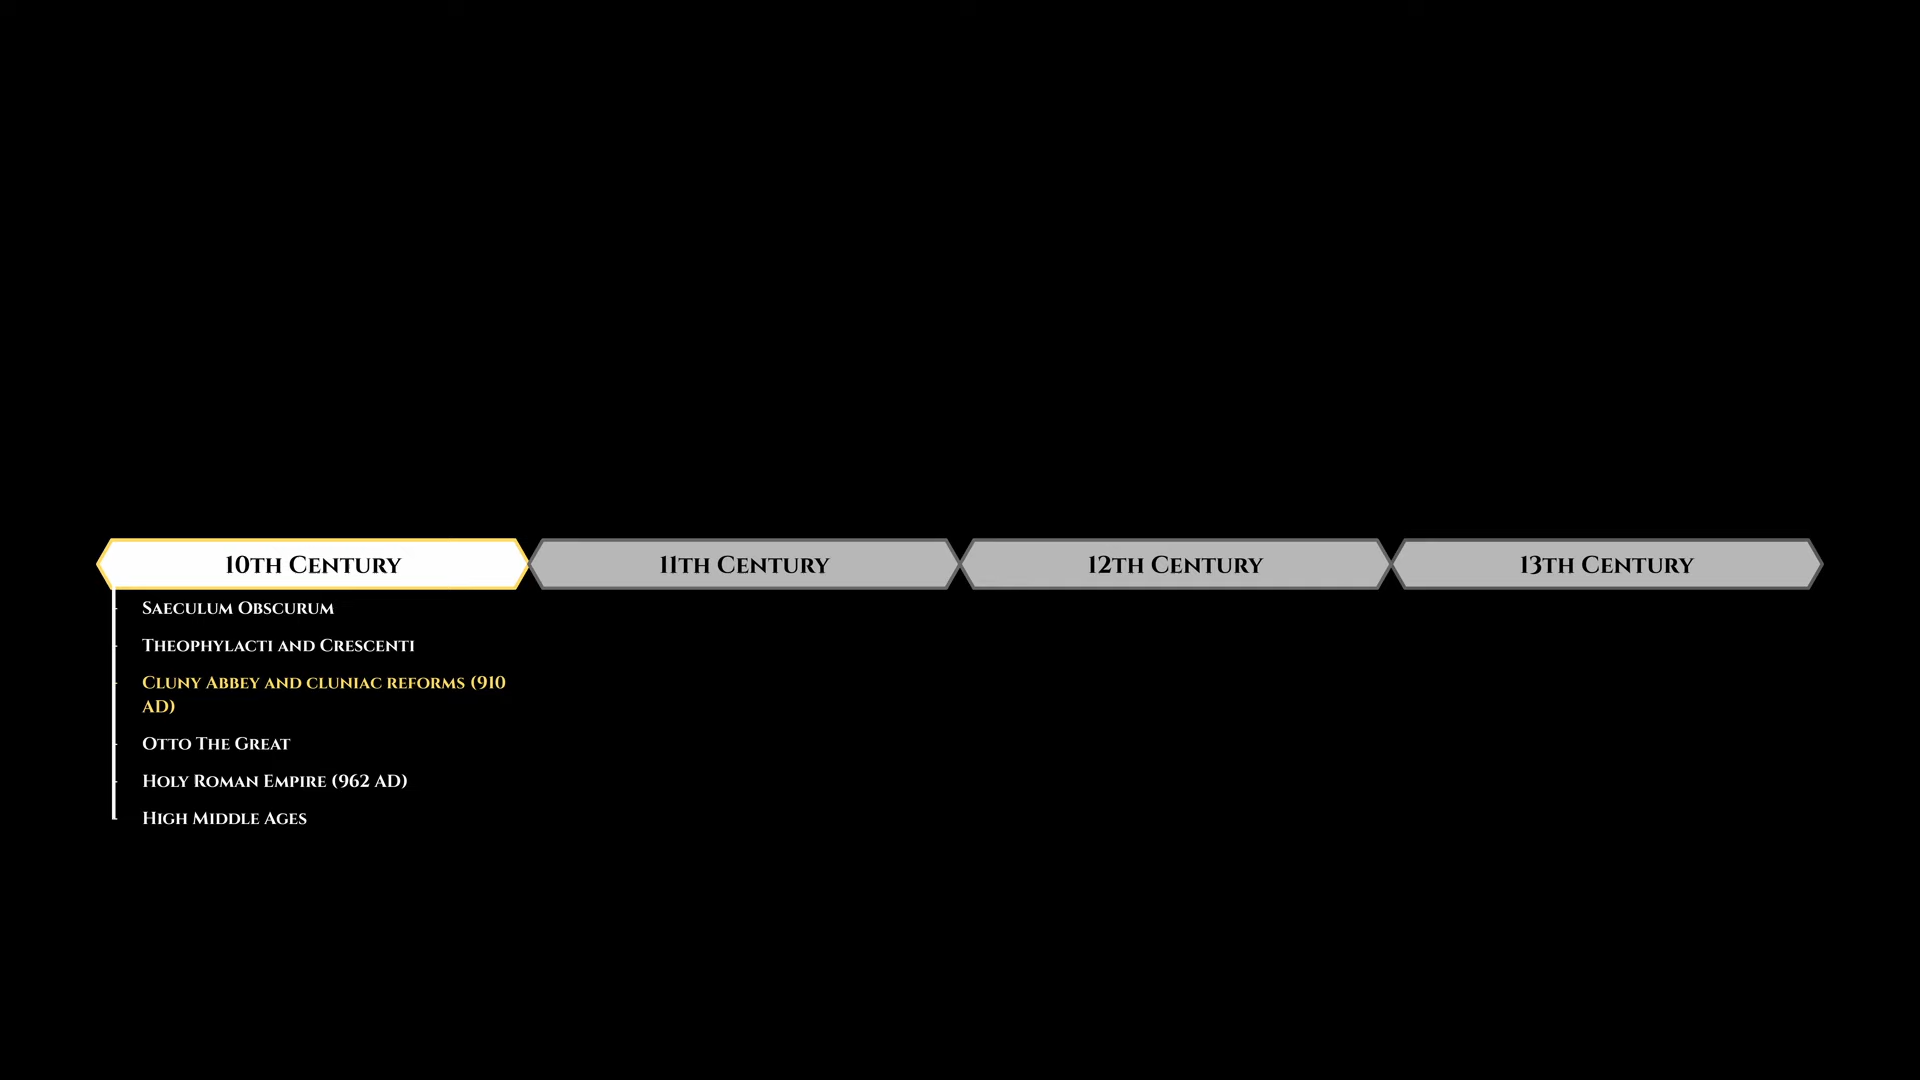 10th Century
11th Century
12th Century
13th Century
Saeculum Obscurum
Theophylacti and Crescenti
Cluny Abbey and cluniac reforms (910
AD)
Otto The Great
Holy Roman Empire (962 AD)
High Middle Ages